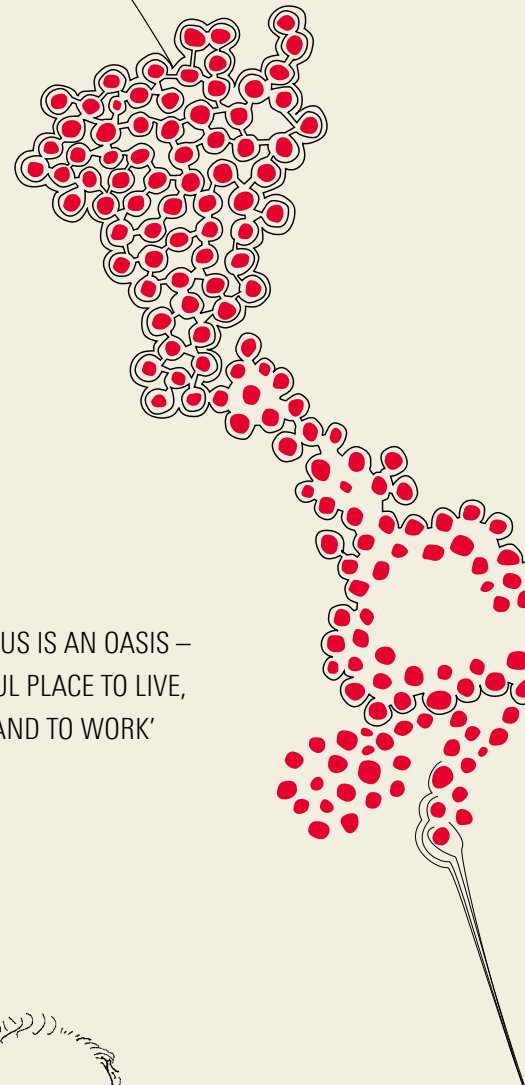 US IS AN OASIS –
UL PLACE TO LIVE,
AND TO WORK’